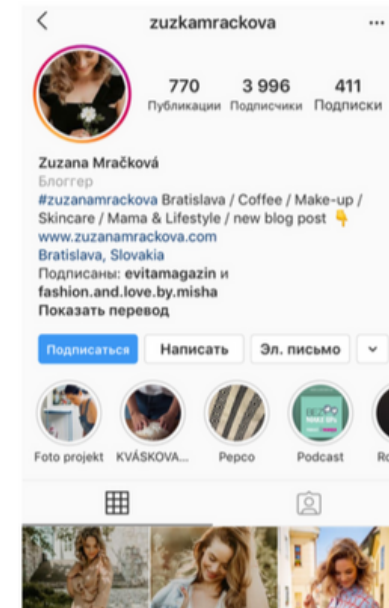 zuzkamrackova
770 3 996 411
Публикации Подписчики Подписки
Zuzana Mračková
Блоггер
#zuzanamrackova Bratislava / Coffee / Make-up /
Skincare / Mama & Lifestyle / new blog post 👇
www.zuzanamrackova.com
Bratislava, Slovakia
Подписаны: evitamagazin и
fashion.and.love.by.misha
Показать перевод
Подписаться Написать Эл. письмо
Foto projekt KVÁSKOVA... Pepco Podcast Ro